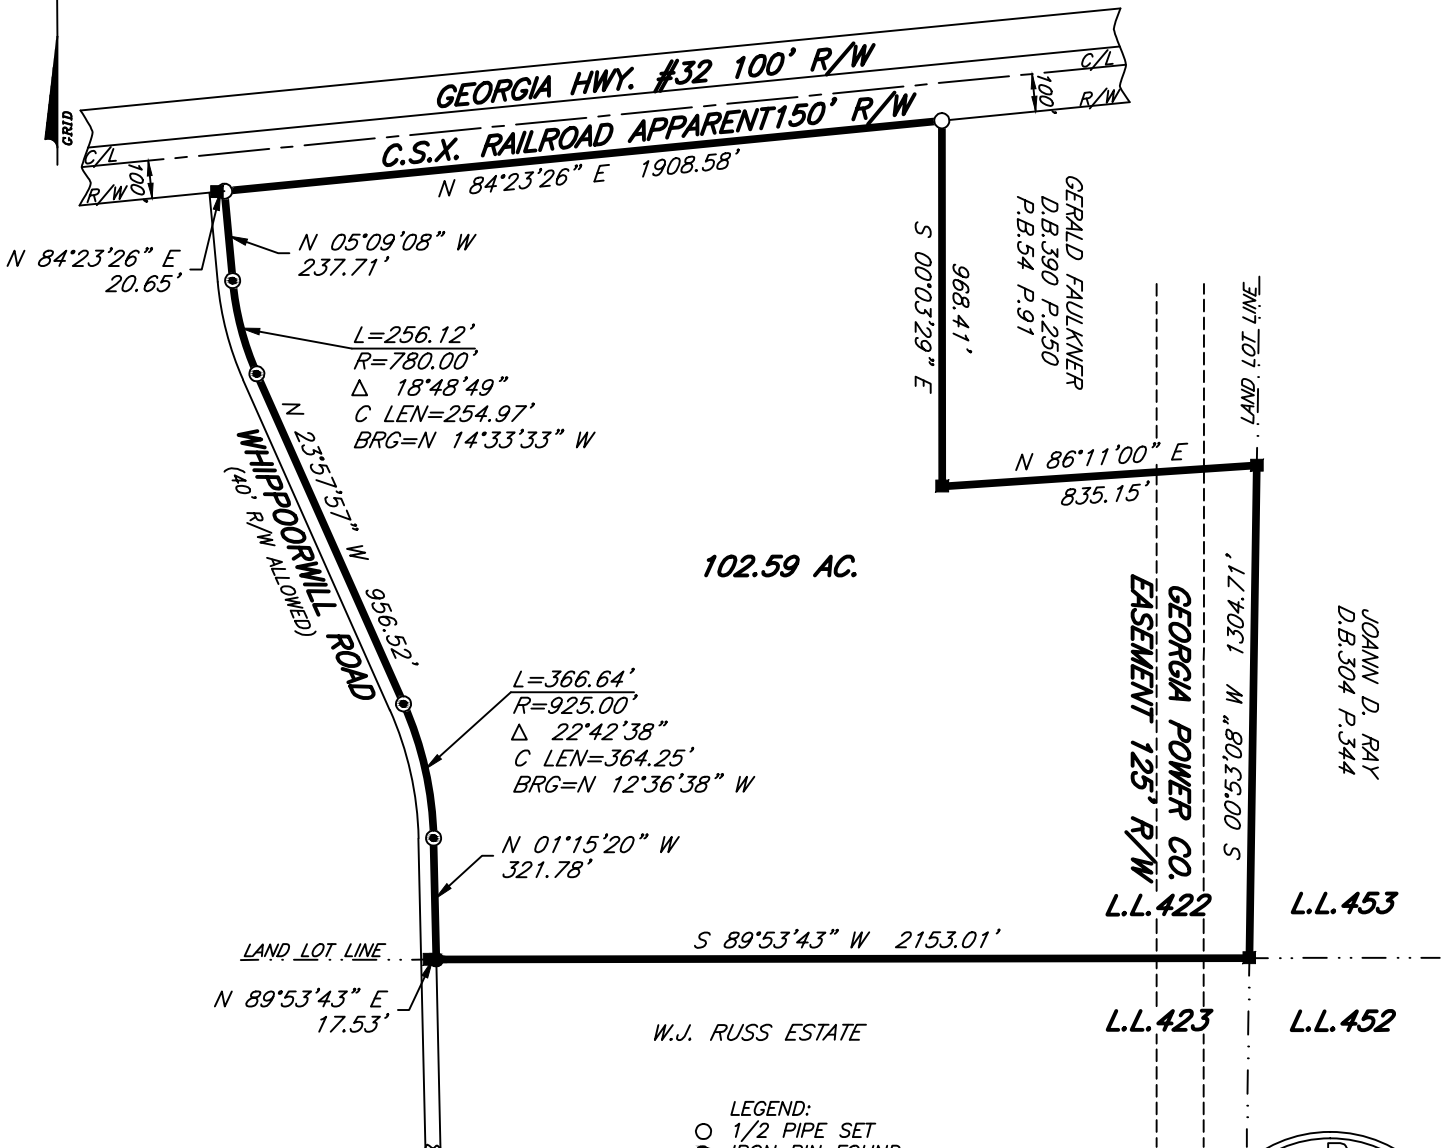 GEORGIA HWY. #32 100' R/W
C/L
100'
R/W
GRID
C.S.X. RAILROAD APPARENT150' R/W
C/L
100'
R/W
N 84°23'26" E 1908.58'
N 84°23'26" E
20.65'
N 05°09'08" W
237.71'
L=256.12'
R=780.00'
Δ 18°48'49"
C LEN=254.97'
BRG=N 14°33'33" W
S 00°03'29" E
968.41'
GERALD FAULKNER
D.B.390 P.250
P.B.54 P.91
LAND LOT LINE
N 86°11'00" E
835.15'
N 23°57'57" W 956.52'
WHIPPOORWILL ROAD
(40' R/W ALLOWED)
102.59 AC.
GEORGIA POWER CO.
EASEMENT 125' R/W
S 00°53'08" W 1304.71'
JOANN D. RAY
D.B.304 P.344
L=366.64'
R=925.00'
Δ 22°42'38"
C LEN=364.25'
BRG=N 12°36'38" W
N 01°15'20" W
321.78'
L.L.422
L.L.453
LAND LOT LINE
S 89°53'43" W 2153.01'
N 89°53'43" E
17.53'
W.J. RUSS ESTATE
L.L.423
L.L.452
LEGEND:
1/2 PIPE SET